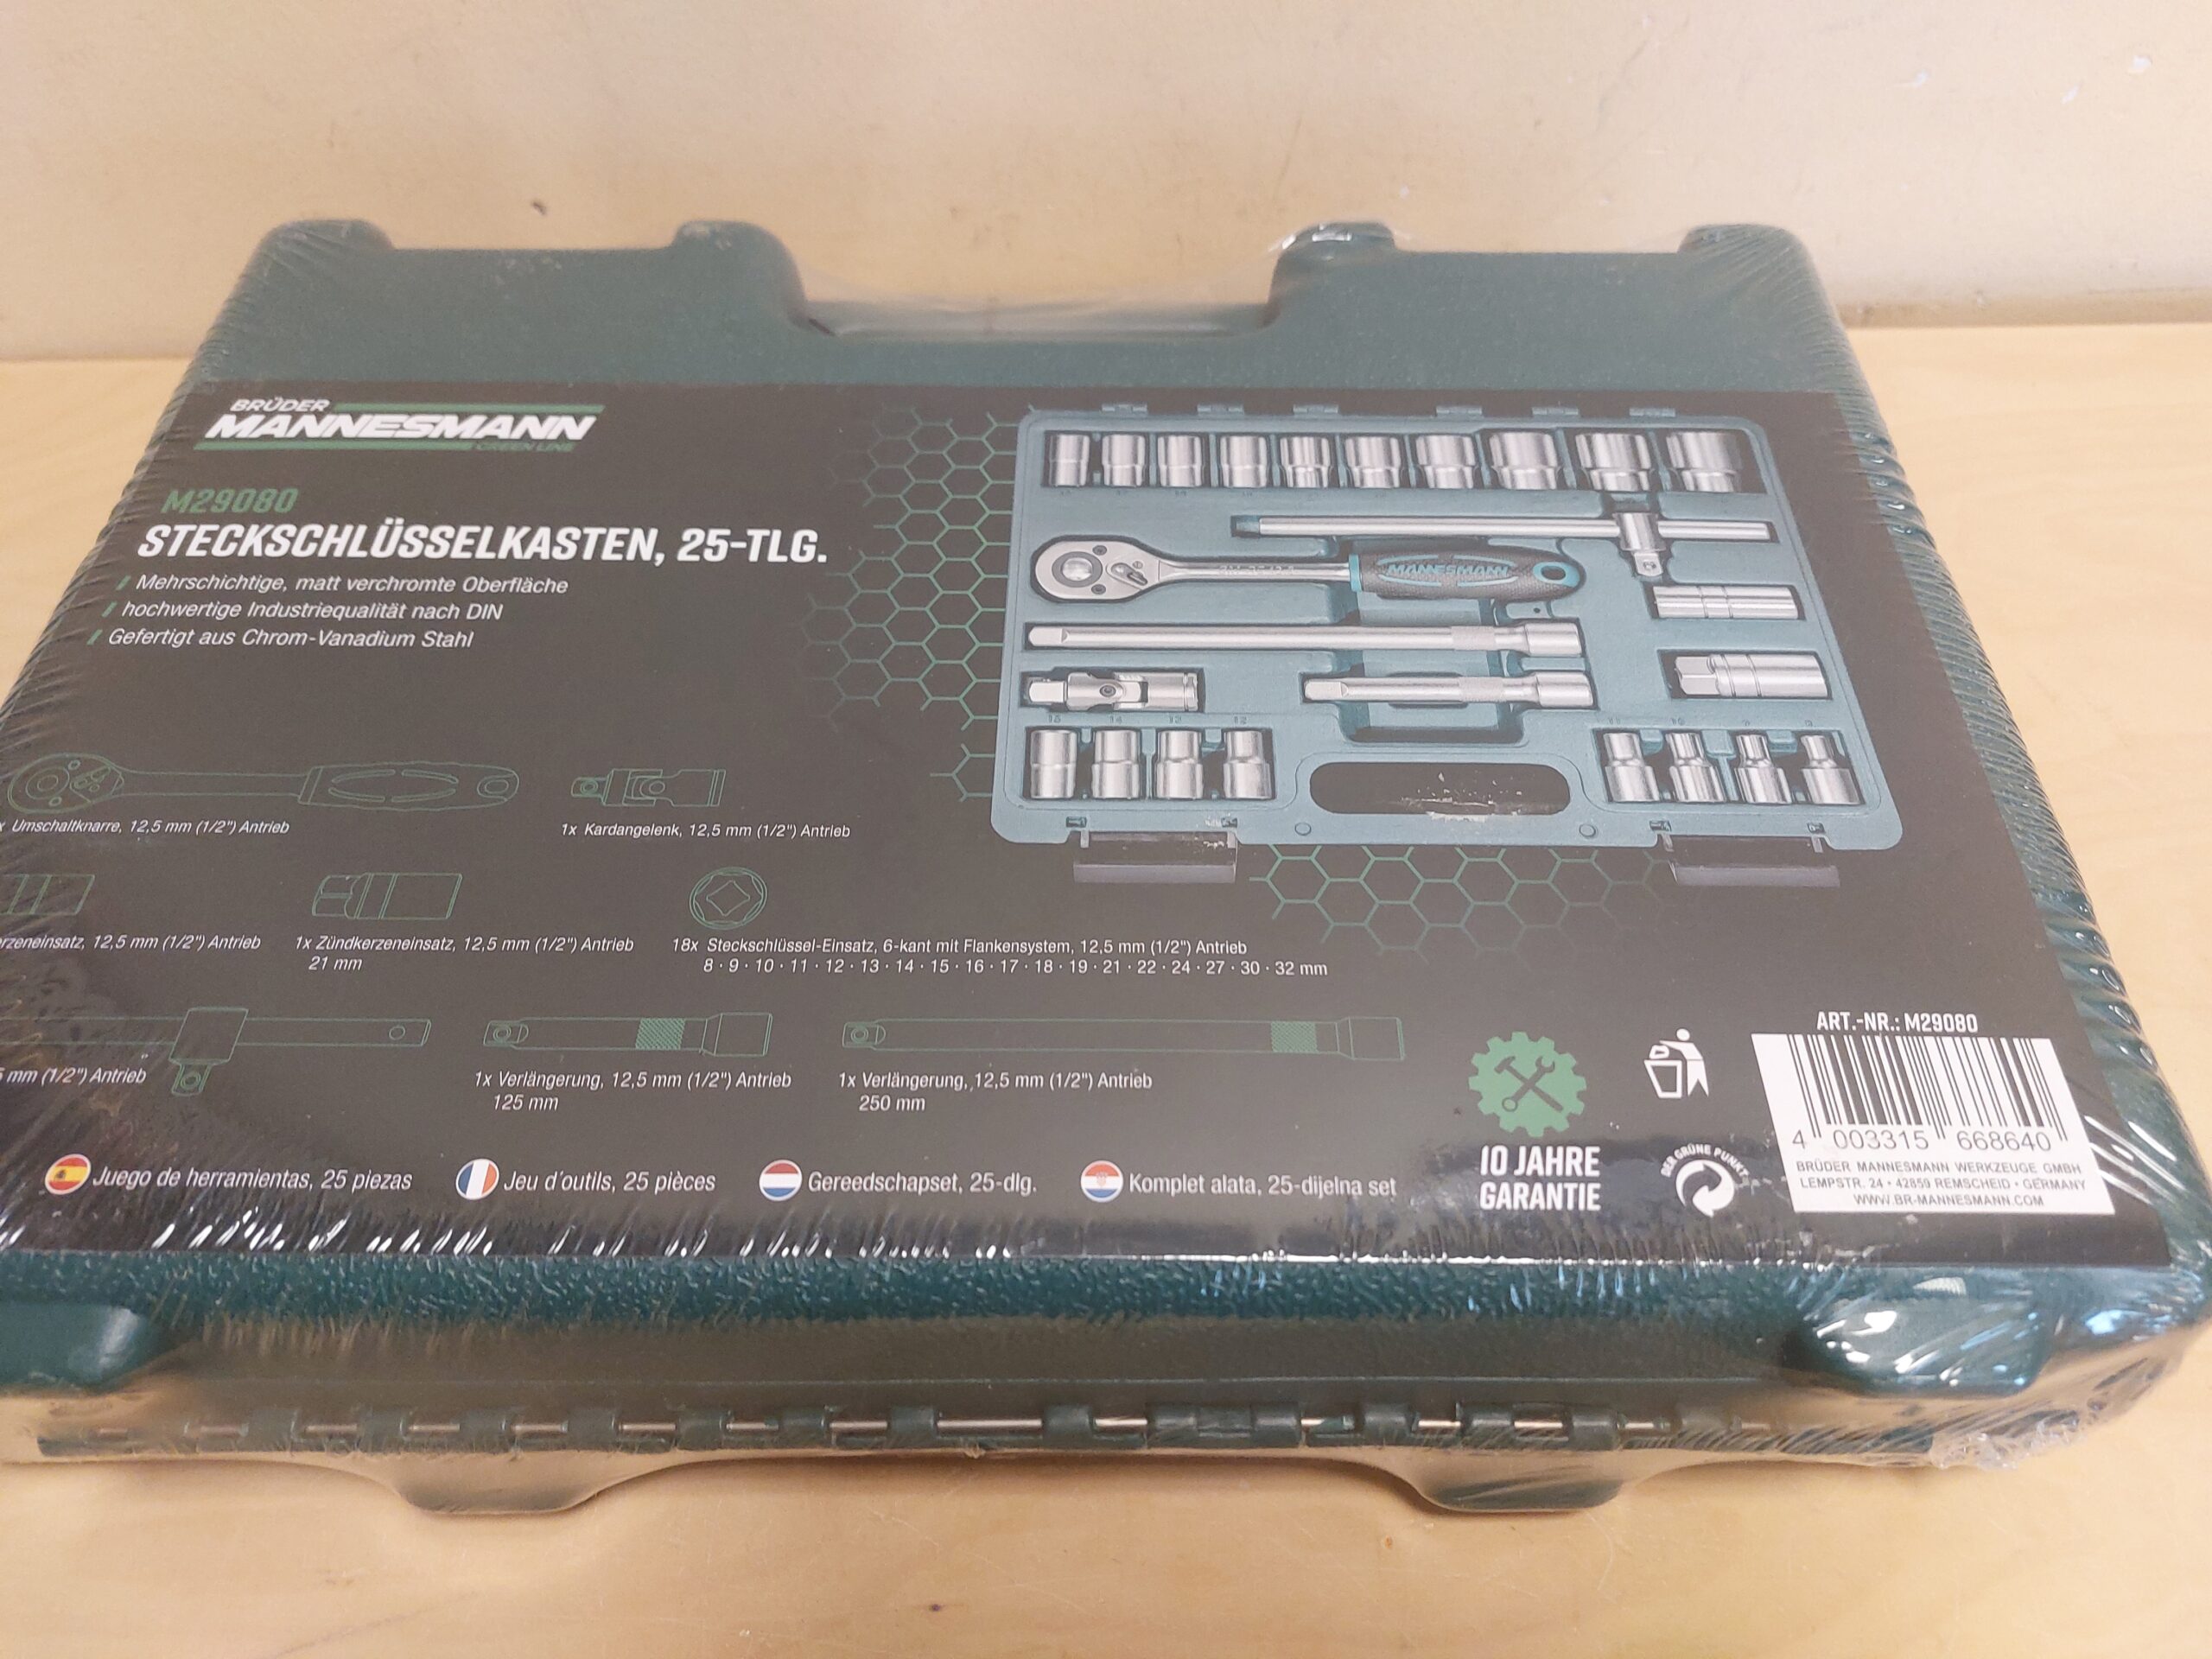 BRÜDER
MANNESMANN
GREEN LINE
M29080
STECKSCHLÜSSELKASTEN, 25-TLG.
Mehrschichtige, matt verchromte Oberfläche
hochwertige Industriequalität nach DIN
Gefertigt aus Chrom-Vanadium Stahl
MANNESMANN
Umschaltknarre, 12,5 mm (1/2") Antrieb
1x Kardangelenk, 12,5 mm (1/2") Antrieb
12,5 mm (1/2") Antrieb
1x Zündkerzeneinsatz, 12,5 mm (1/2") Antrieb
21 mm
18x Steckschlüssel-Einsatz, 6-kant mit Flankensystem, 12,5 mm (1/2") Antrieb
8 · 9 · 10 · 11 · 12 · 13 · 14 · 15 · 16 · 17 · 18 · 19 · 21 · 22 · 24 · 27 · 30 · 32 mm
mm (1/2") Antrieb
1x Verlängerung, 12,5 mm (1/2") Antrieb
125 mm
1x Verlängerung, 12,5 mm (1/2") Antrieb
250 mm
Juego de herramientas, 25 piezas
Jeu d'outils, 25 pièces
Gereedschapset, 25-dlg.
Komplet alata, 25-dijelna set
10 JAHRE
GARANTIE
DER GRÜNE PUNKT
ART.-NR.: M29080
4 003315 668640
BRÜDER MANNESMANN WERKZEUGE GMBH
LEMPSTR. 24 · 42859 REMSCHEID · GERMANY
WWW.BR-MANNESMANN.COM